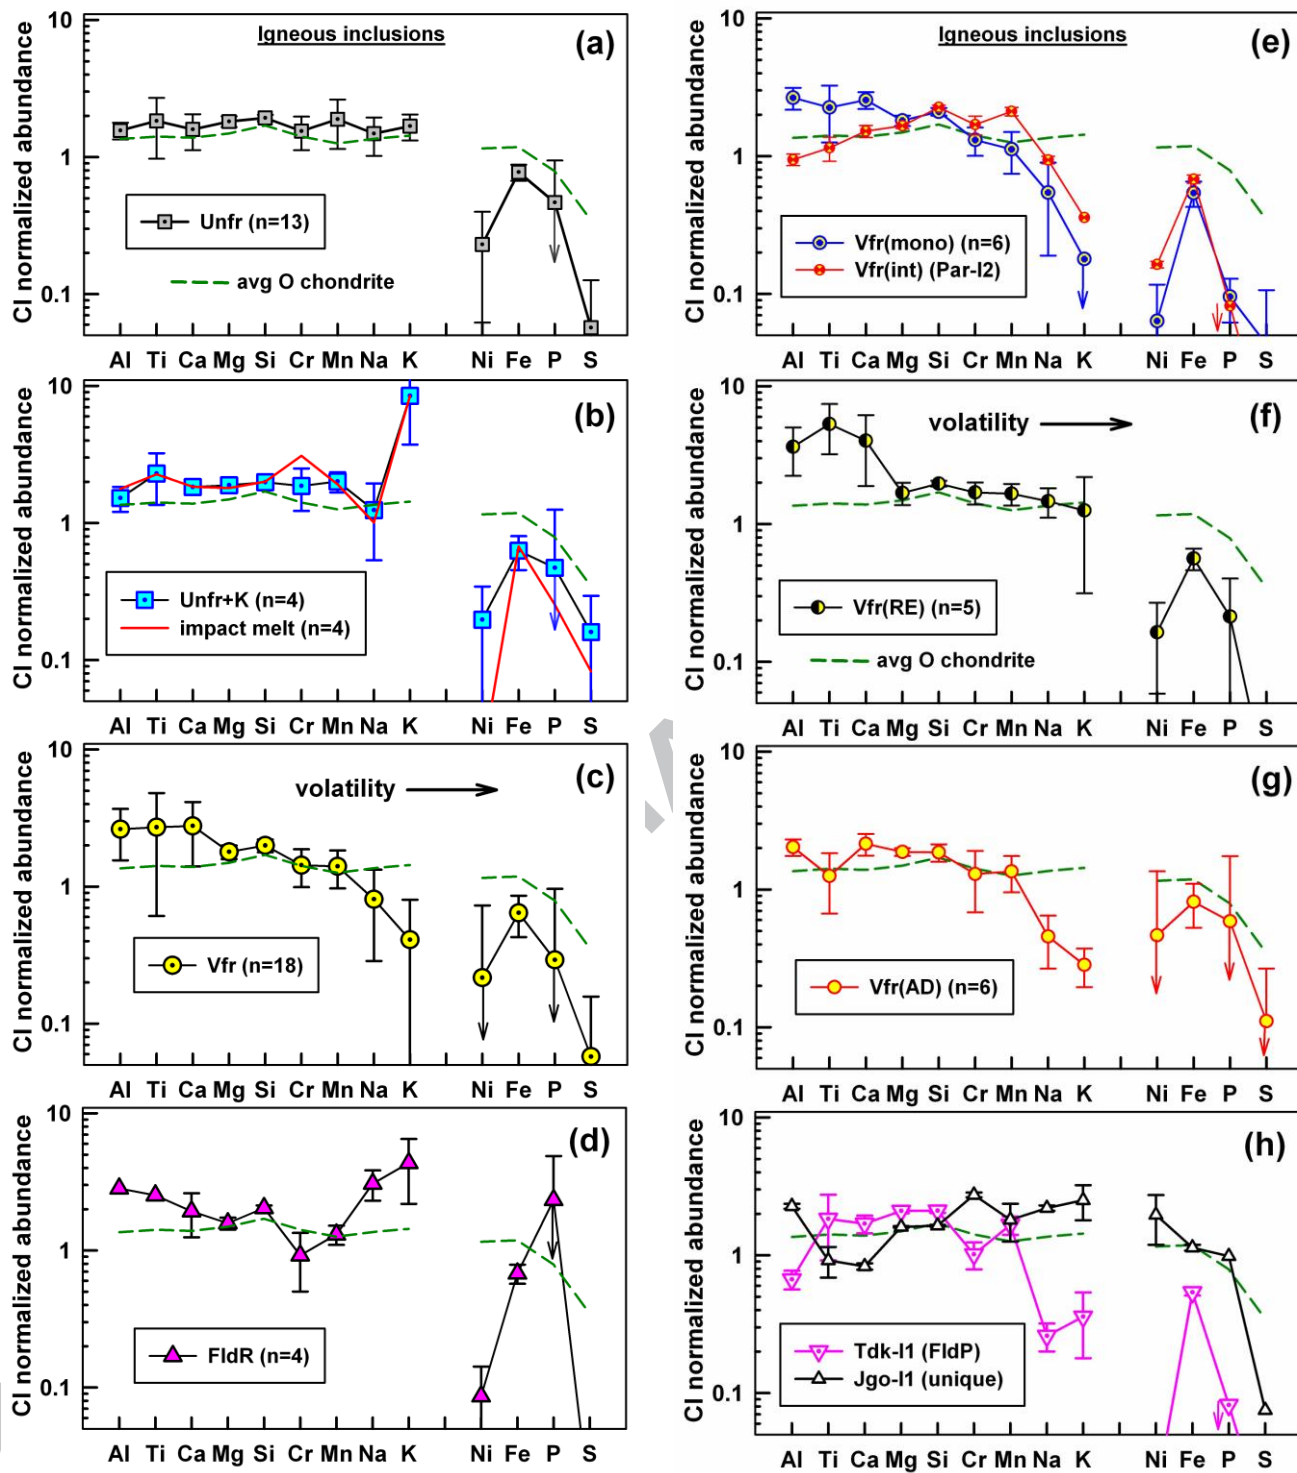 Igneous inclusions
(a)
CI normalized abundance
10
1
0.1
Unfr (n=13)
avg O chondrite
Al Ti Ca Mg Si Cr Mn Na K Ni Fe P S
(b)
CI normalized abundance
10
1
0.1
Unfr+K (n=4)
impact melt (n=4)
Al Ti Ca Mg Si Cr Mn Na K Ni Fe P S
(c)
CI normalized abundance
10
1
0.1
volatility
Vfr (n=18)
Al Ti Ca Mg Si Cr Mn Na K Ni Fe P S
(d)
CI normalized abundance
10
1
0.1
FldR (n=4)
Al Ti Ca Mg Si Cr Mn Na K Ni Fe P S
Igneous inclusions
(e)
CI normalized abundance
10
1
0.1
Vfr(mono) (n=6)
Vfr(int) (Par-I2)
Al Ti Ca Mg Si Cr Mn Na K Ni Fe P S
(f)
CI normalized abundance
10
1
0.1
volatility
Vfr(RE) (n=5)
avg O chondrite
Al Ti Ca Mg Si Cr Mn Na K Ni Fe P S
(g)
CI normalized abundance
10
1
0.1
Vfr(AD) (n=6)
Al Ti Ca Mg Si Cr Mn Na K Ni Fe P S
(h)
CI normalized abundance
10
1
0.1
Tdk-I1 (FldP)
Jgo-I1 (unique)
Al Ti Ca Mg Si Cr Mn Na K Ni Fe P S